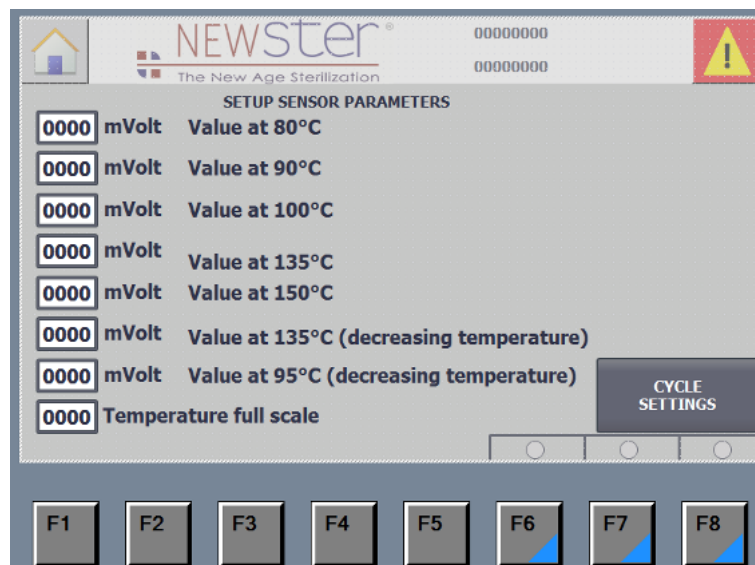 NEWSTer®
The New Age Sterilization
00000000
00000000
SETUP SENSOR PARAMETERS
0000 mVolt Value at 80°C
0000 mVolt Value at 90°C
0000 mVolt Value at 100°C
0000 mVolt Value at 135°C
0000 mVolt Value at 150°C
0000 mVolt Value at 135°C (decreasing temperature)
0000 mVolt Value at 95°C (decreasing temperature)
0000 Temperature full scale
CYCLE
SETTINGS
F1 F2 F3 F4 F5 F6 F7 F8